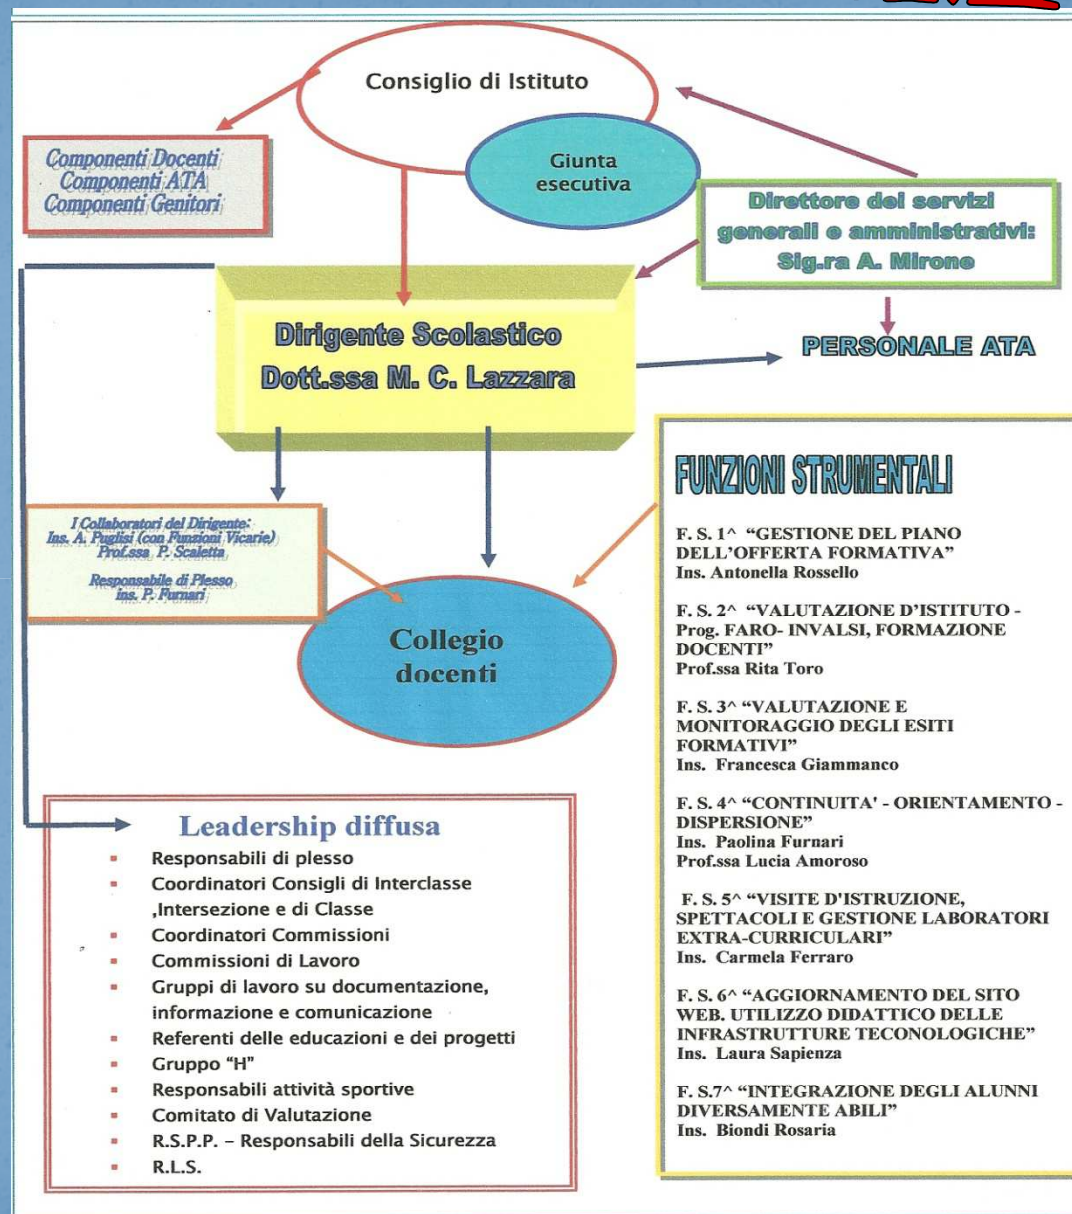 Consiglio di Istituto
Giunta
esecutiva
Componenti Docenti
Componenti ATA
Componenti Genitori
Direttore dei servizi
generali e amministrativi:
Sig.ra A. Mirone
Dirigente Scolastico
Dott.ssa M. C. Lazzara
PERSONALE ATA
I Collaboratori del Dirigente:
Ins. A. Puglisi (con Funzioni Vicarie)
Prof.ssa P. Scaletta
Responsabile di Plesso
ins. P. Furnari
Collegio
docenti
FUNZIONI STRUMENTALI
F. S. 1^ “GESTIONE DEL PIANO
DELL’OFFERTA FORMATIVA”
Ins. Antonella Rossello
F. S. 2^ “VALUTAZIONE D’ISTITUTO -
Prog. FARO- INVALSI, FORMAZIONE
DOCENTI”
Prof.ssa Rita Toro
F. S. 3^ “VALUTAZIONE E
MONITORAGGIO DEGLI ESITI
FORMATIVI”
Ins. Francesca Giammanco
F. S. 4^ “CONTINUITA' - ORIENTAMENTO -
DISPERSIONE”
Ins. Paolina Furnari
Prof.ssa Lucia Amoroso
F. S. 5^ “VISITE D'ISTRUZIONE,
SPETTACOLI E GESTIONE LABORATORI
EXTRA-CURRICULARI”
Ins. Carmela Ferraro
F. S. 6^ “AGGIORNAMENTO DEL SITO
WEB. UTILIZZO DIDATTICO DELLE
INFRASTRUTTURE TECONOLOGICHE”
Ins. Laura Sapienza
F. S.7^ “INTEGRAZIONE DEGLI ALUNNI
DIVERSAMENTE ABILI”
Ins. Biondi Rosaria
Leadership diffusa
Responsabili di plesso
Coordinatori Consigli di Interclasse
,Intersezione e di Classe
Coordinatori Commissioni
Commissioni di Lavoro
Gruppi di lavoro su documentazione,
informazione e comunicazione
Referenti delle educazioni e dei progetti
Gruppo “H”
Responsabili attività sportive
Comitato di Valutazione
R.S.P.P. – Responsabili della Sicurezza
R.L.S.